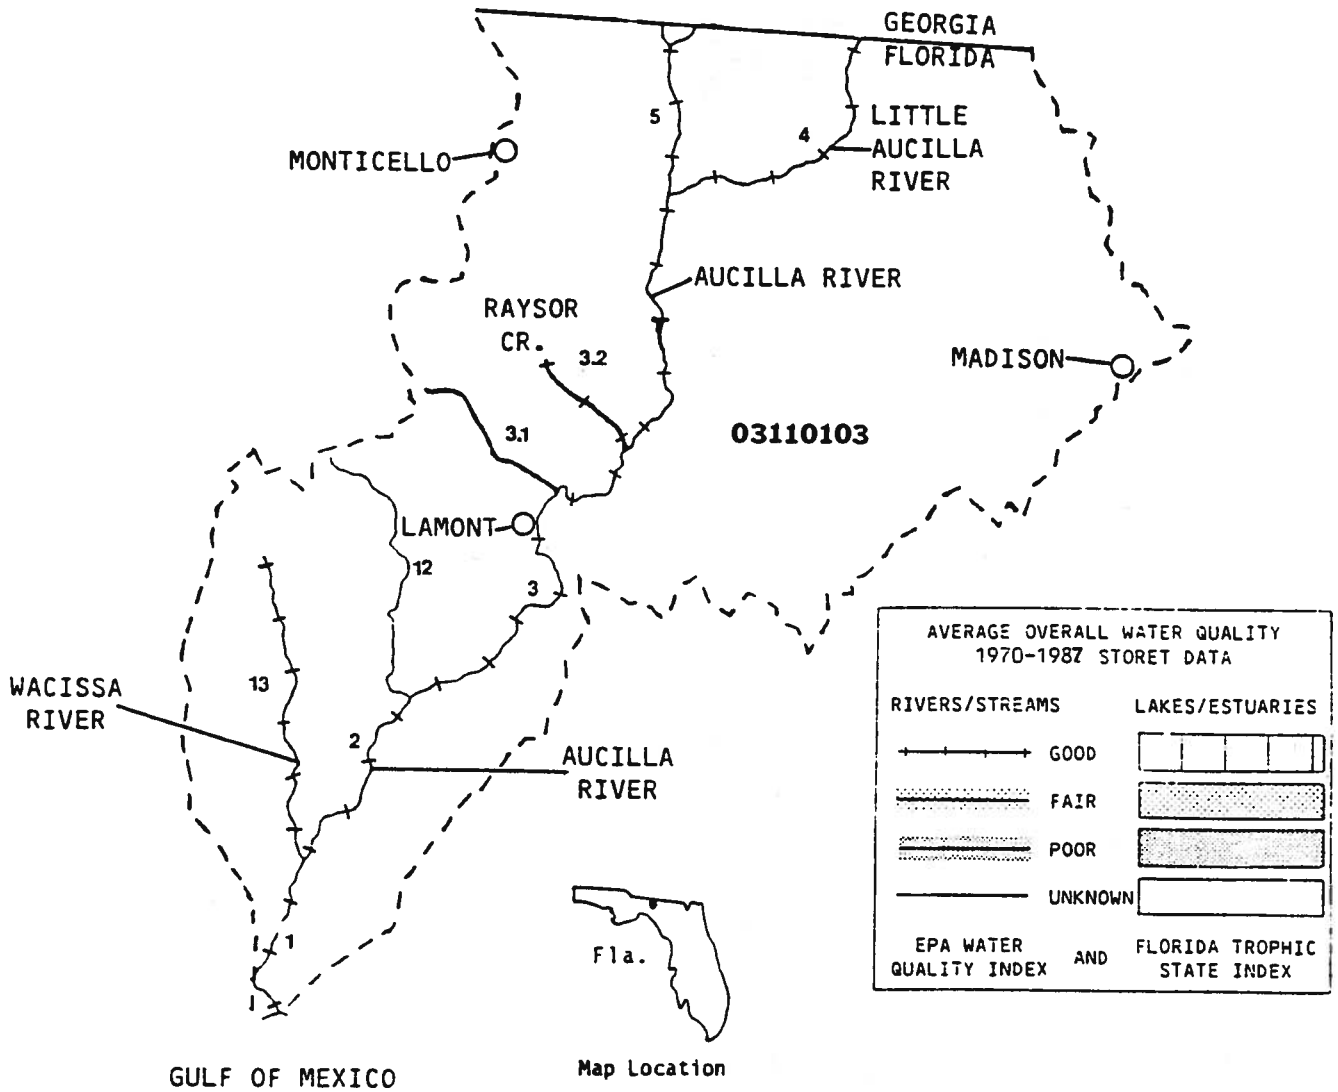 GEORGIA
FLORIDA
MONTICELLO
5
4
LITTLE
AUCILLA
RIVER
AUCILLA RIVER
RAYSOR
CR.
3.2
MADISON
3.1
03110103
LAMONT
12
3
WACISSA
RIVER
13
2
AUCILLA
RIVER
1
GULF OF MEXICO
Fla.
Map Location
AVERAGE OVERALL WATER QUALITY
1970-1987 STORET DATA
RIVERS/STREAMS LAKES/ESTUARIES
GOOD
FAIR
POOR
UNKNOWN
EPA WATER
QUALITY INDEX
AND
FLORIDA TROPHIC
STATE INDEX